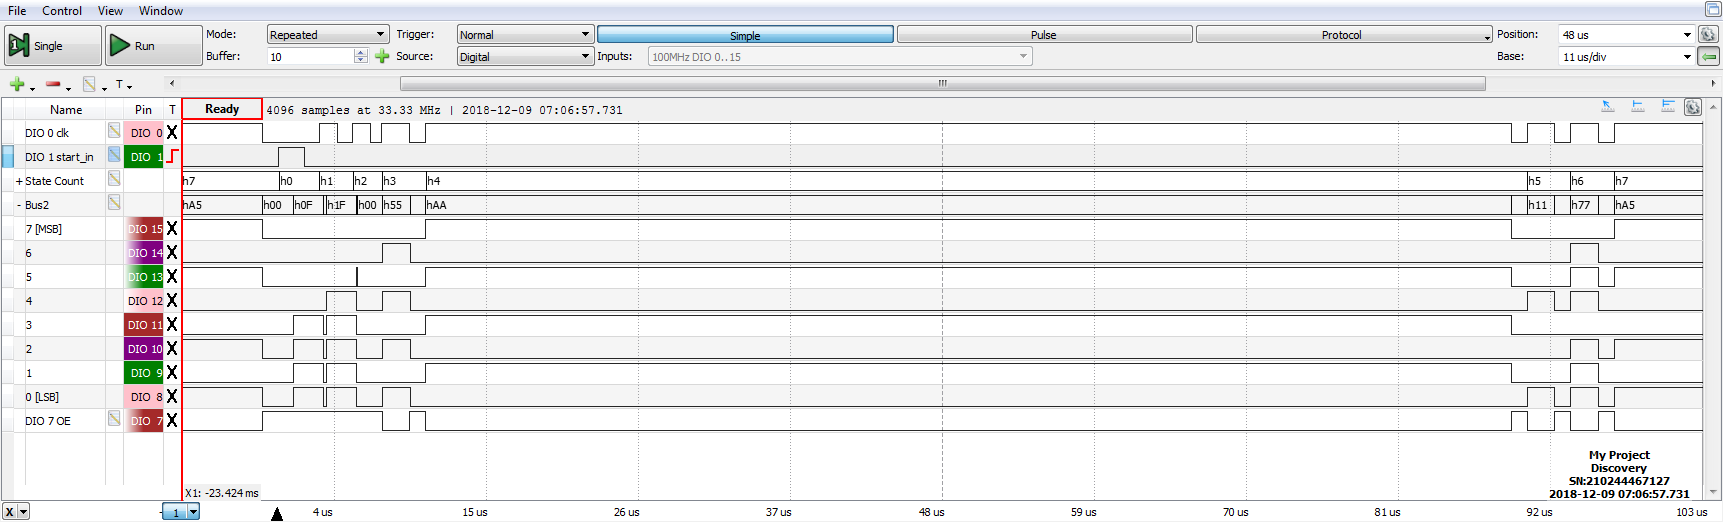 File Control View Window
Single Run Mode: Repeated Trigger: Normal Simple Pulse Protocol Position: 48 us
Buffer: 10 Source: Digital Inputs: 100MHz DIO 0..15 Base: 11 us/div
T
Name Pin T Ready 4096 samples at 33.33 MHz | 2018-12-09 07:06:57.731
DIO 0 clk DIO 0 X
DIO 1 start_in DIO 1
+ State Count h7 h0 h1 h2 h3 h4 h5 h6 h7
- Bus2 hA5 h00 h0F h1F h00 h55 hAA h11 h77 hA5
7 [MSB] DIO 15 X
6 DIO 14 X
5 DIO 13 X
4 DIO 12 X
3 DIO 11 X
2 DIO 10 X
1 DIO 9 X
0 [LSB] DIO 8 X
DIO 7 OE DIO 7 X
My Project
Discovery
SN:210244467127
X1: -23.424 ms 2018-12-09 07:06:57.731
X 1 4 us 15 us 26 us 37 us 48 us 59 us 70 us 81 us 92 us 103 us